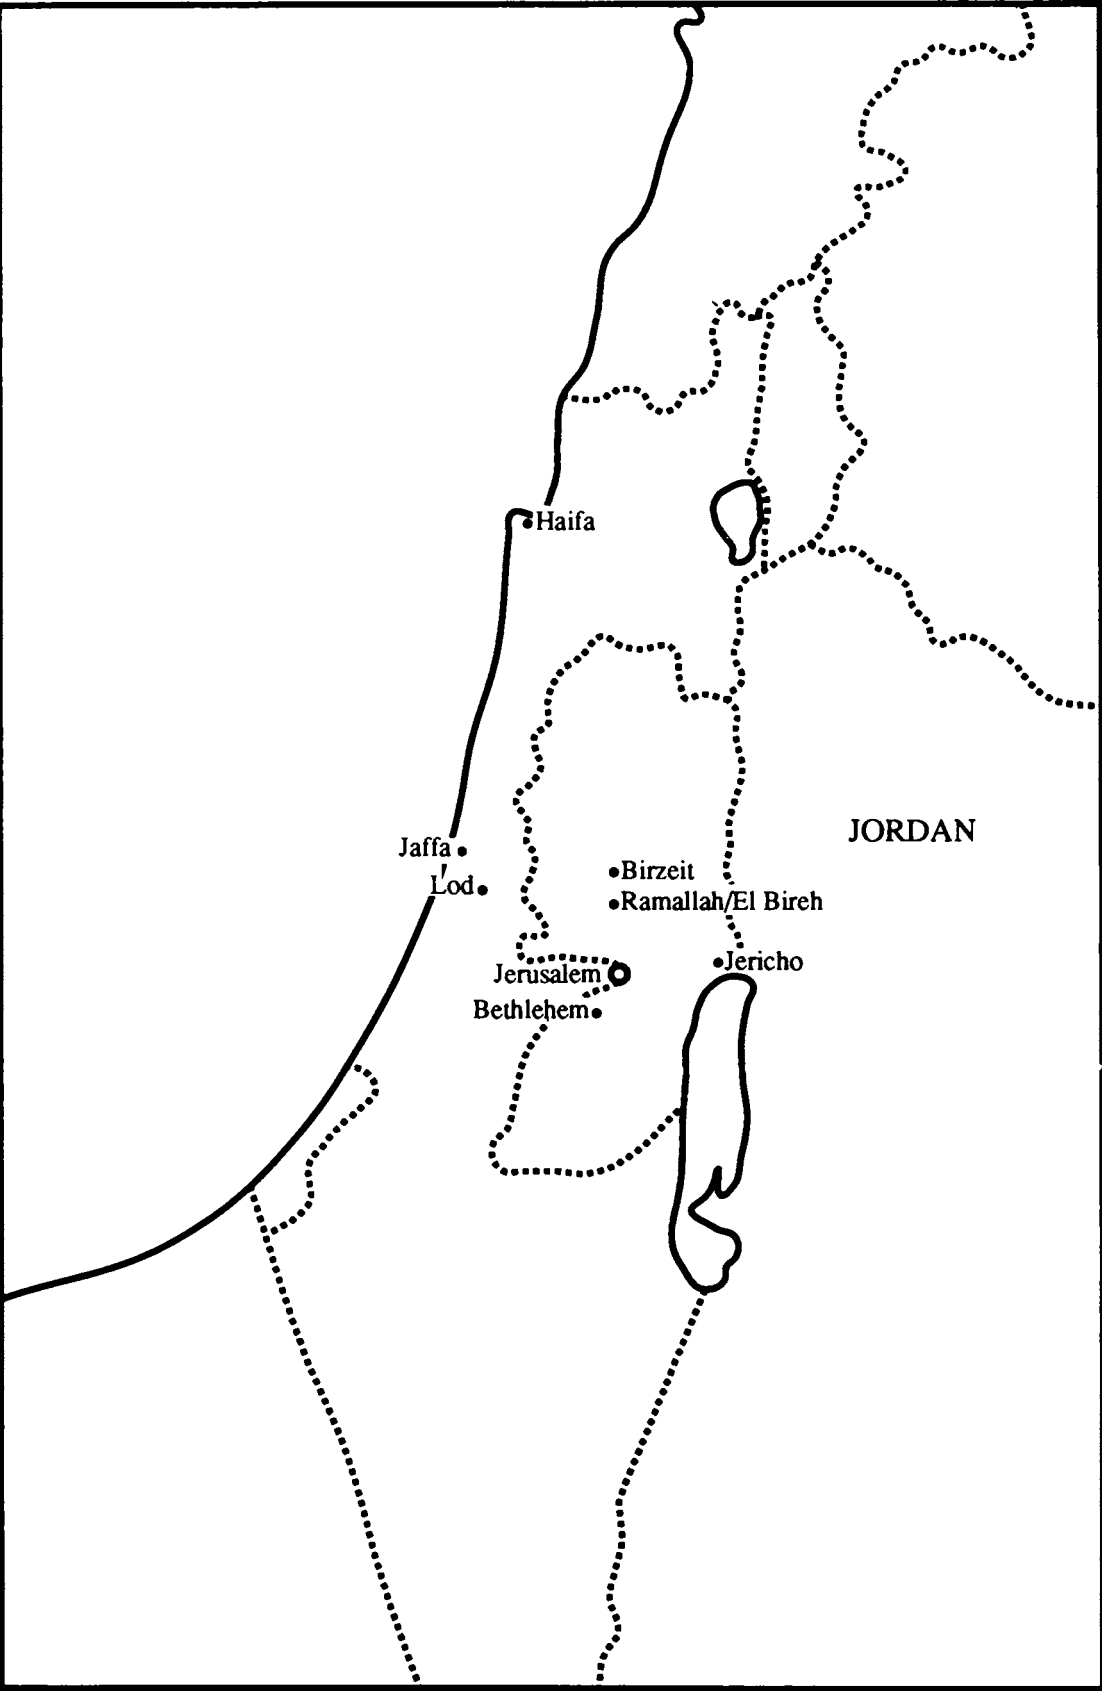 Haifa
JORDAN
Jaffa
Lod
Birzeit
Ramallah/El Bireh
Jericho
Jerusalem
Bethlehem